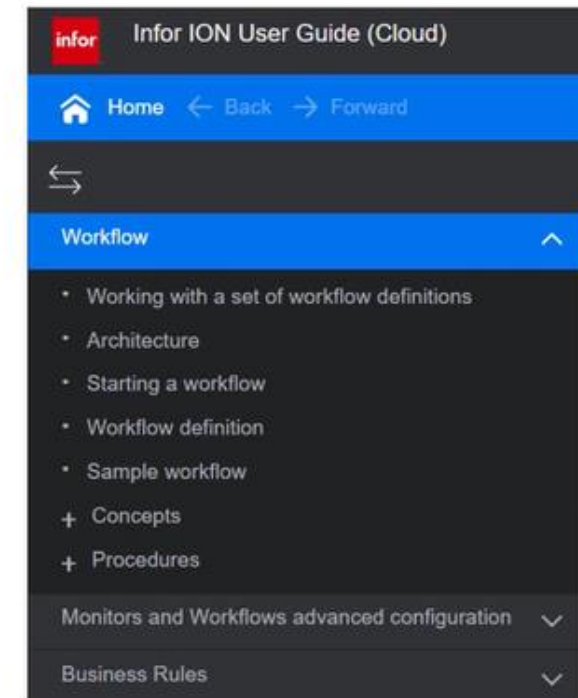 infor
Infor ION User Guide (Cloud)
Home Back Forward
Workflow
Working with a set of workflow definitions
Architecture
Starting a workflow
Workflow definition
Sample workflow
+ Concepts
+ Procedures
Monitors and Workflows advanced configuration
Business Rules